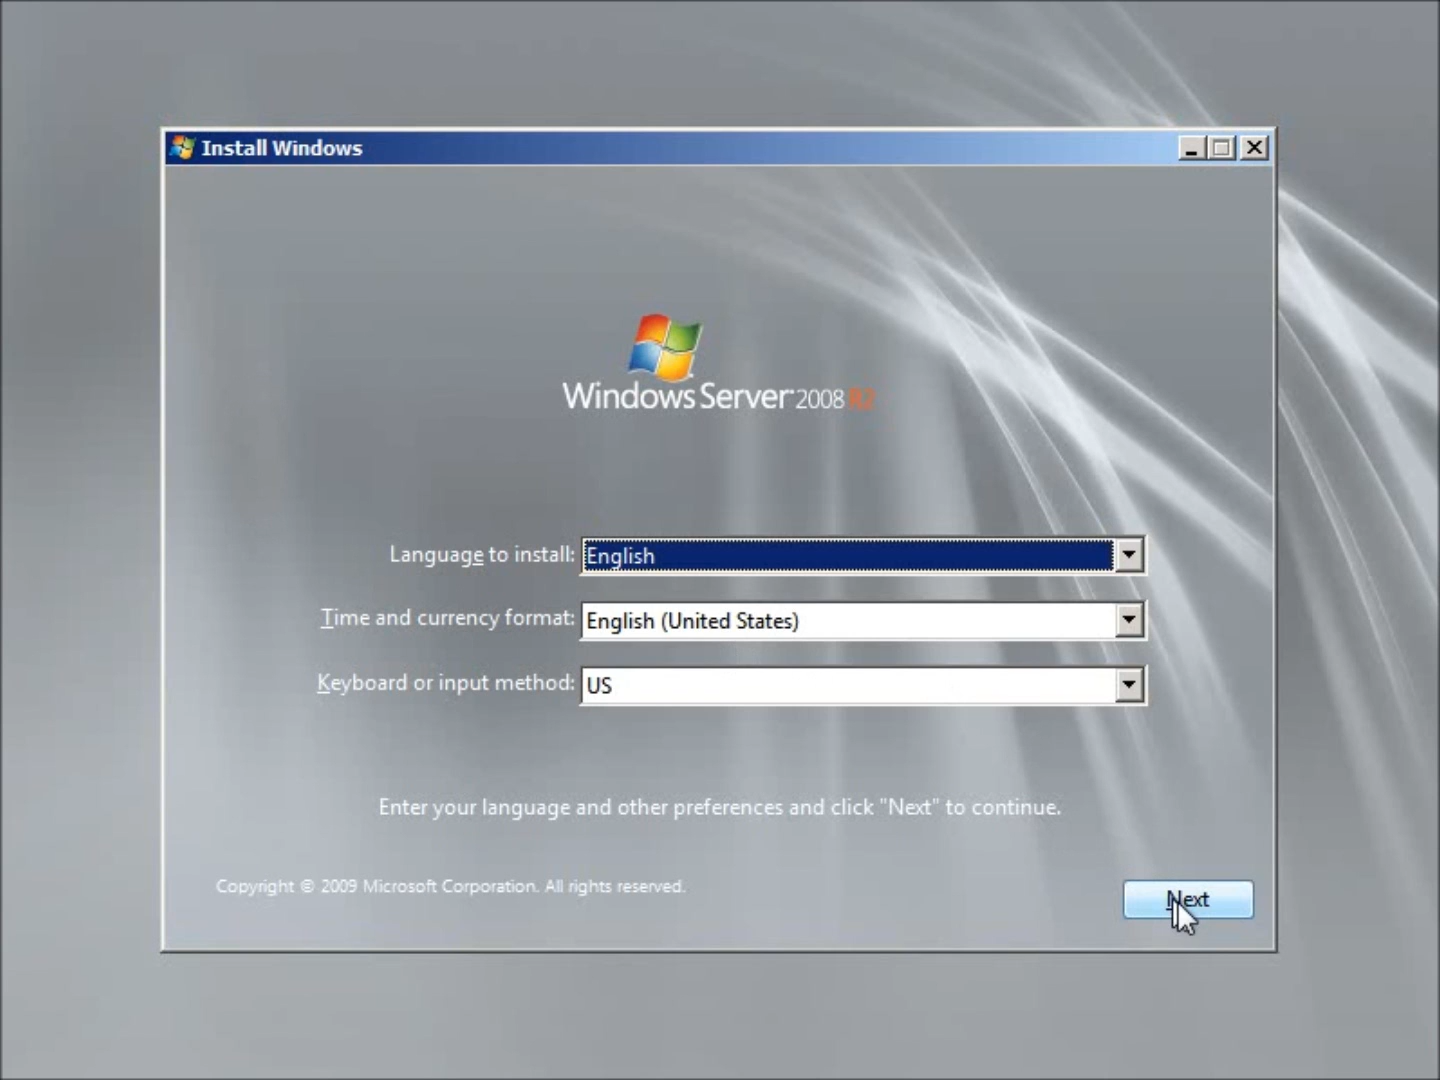 Install Windows
Windows Server 2008 R2
Language to install: English
Time and currency format: English (United States)
Keyboard or input method: US
Enter your language and other preferences and click "Next" to continue.
Copyright © 2009 Microsoft Corporation. All rights reserved.
Next